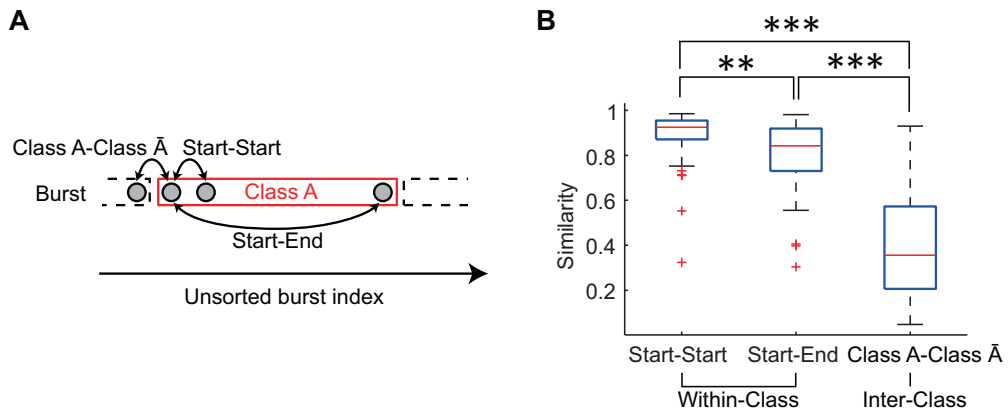 A
Class A-Class Ā Start-Start
Burst
Class A
Start-End
Unsorted burst index
B
***
** ***
1
0.8
0.6
0.4
0.2
Similarity
Start-Start Start-End Class A-Class Ā
Within-Class Inter-Class